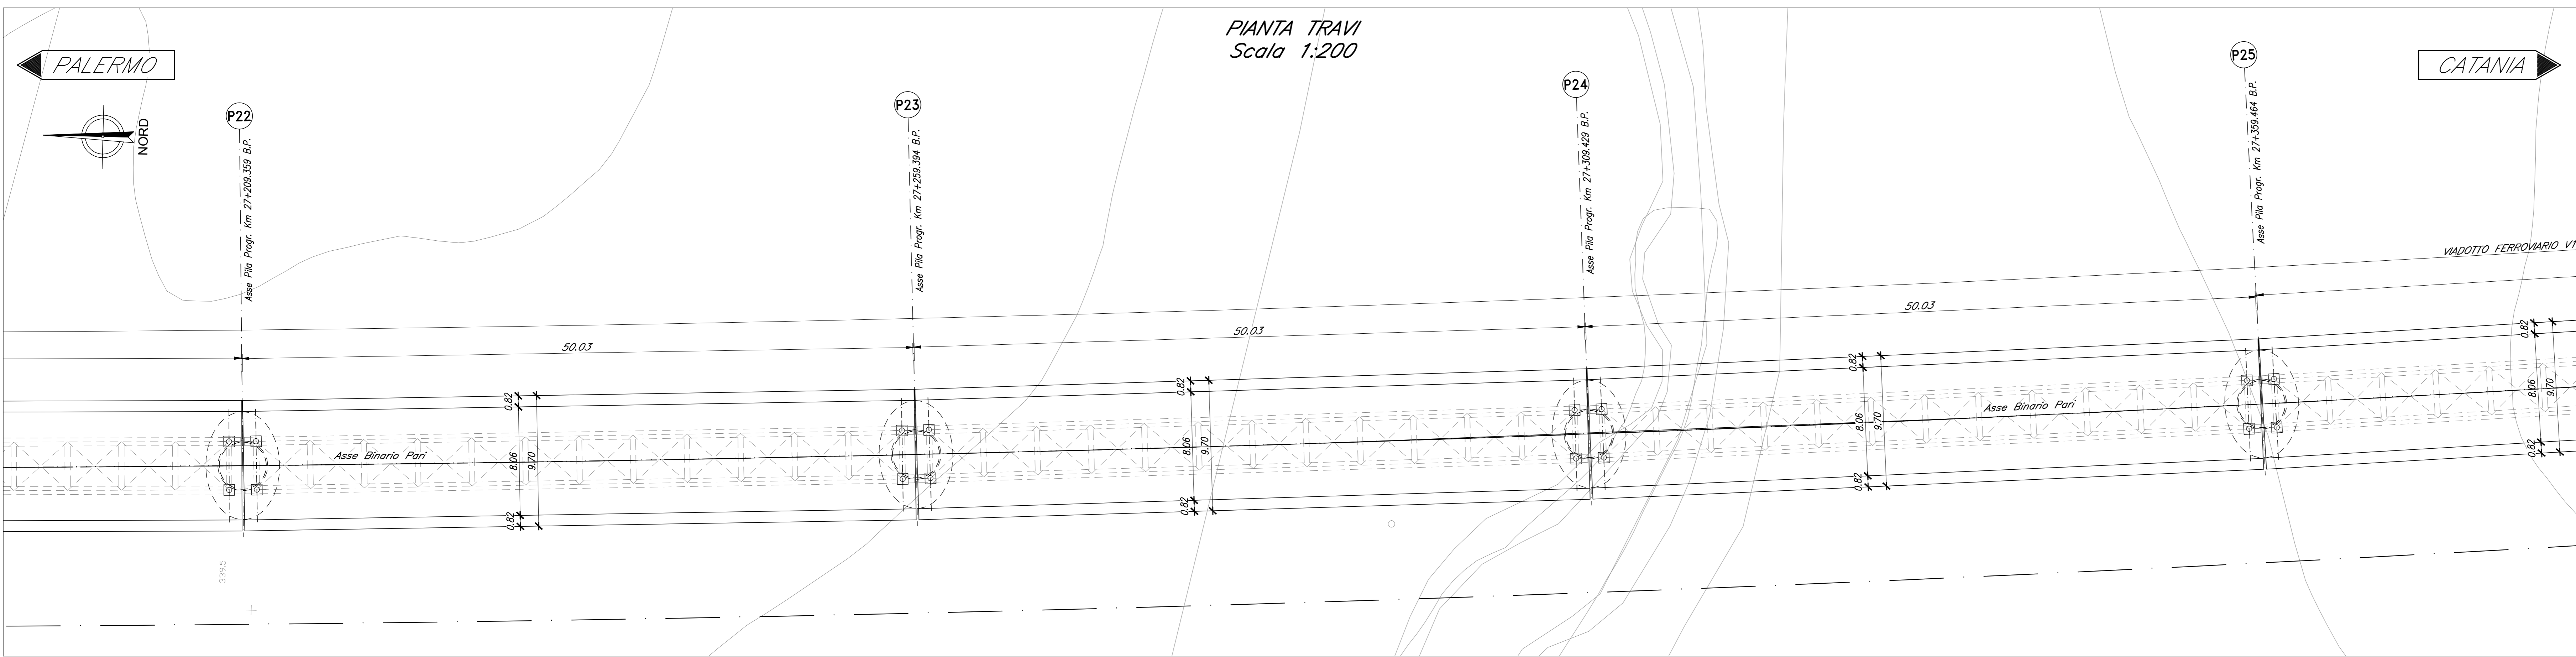 PIANTA TRAVI
Scala 1:200
PALERMO
CATANIA
NORD
P22
P23
P24
P25
Asse Pila Progr. Km 27+209.359 B.P.
Asse Pila Progr. Km 27+259.394 B.P.
Asse Pila Progr. Km 27+309.429 B.P.
Asse Pila Progr. Km 27+359.464 B.P.
VIADOTTO FERROVIARIO V1
50.03
50.03
50.03
0.82
8.06
9.70
0.82
0.82
8.06
9.70
0.82
0.82
8.06
9.70
0.82
0.82
8.06
9.70
0.82
Asse Binario Pari
Asse Binario Pari
339.5